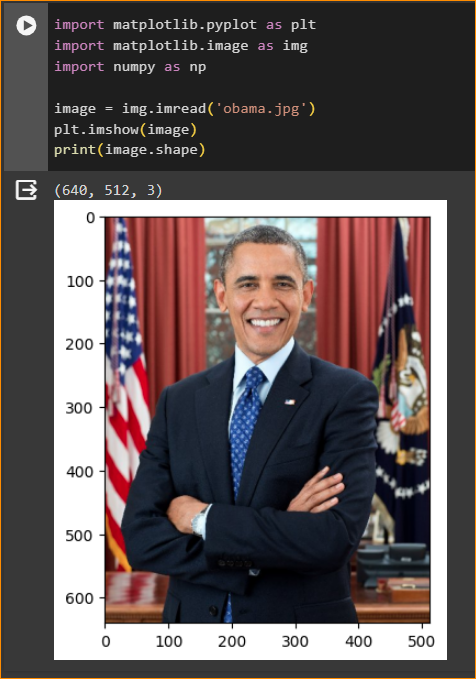 import matplotlib.pyplot as plt
import matplotlib.image as img
import numpy as np
image = img.imread('obama.jpg')
plt.imshow(image)
print(image.shape)
(640, 512, 3)
0
100
200
300
400
500
600
0 100 200 300 400 500